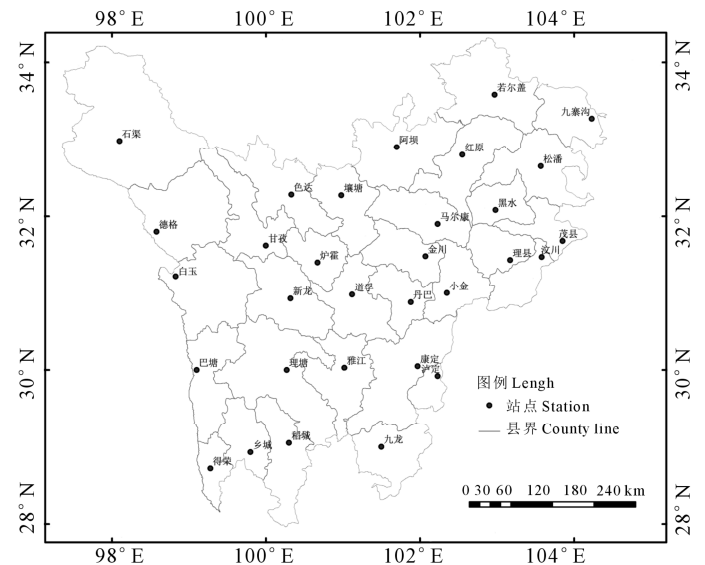 98° E 100° E 102° E 104° E
34° N 34° N
若尔盖
九寨沟
石渠
阿坝
红原
松潘
色达
壤塘
黑水
32° N 32° N
德格
马尔康
茂县
甘孜
金川
理县
汶川
炉霍
白玉
新龙
道孚
丹巴
小金
30° N 30° N
巴塘
理塘
雅江
康定
泸定
图例 Lengh
站点 Station
县界 County line
乡城
稻城
九龙
得荣
0 30 60 120 180 240 km
28° N 28° N
98° E 100° E 102° E 104° E